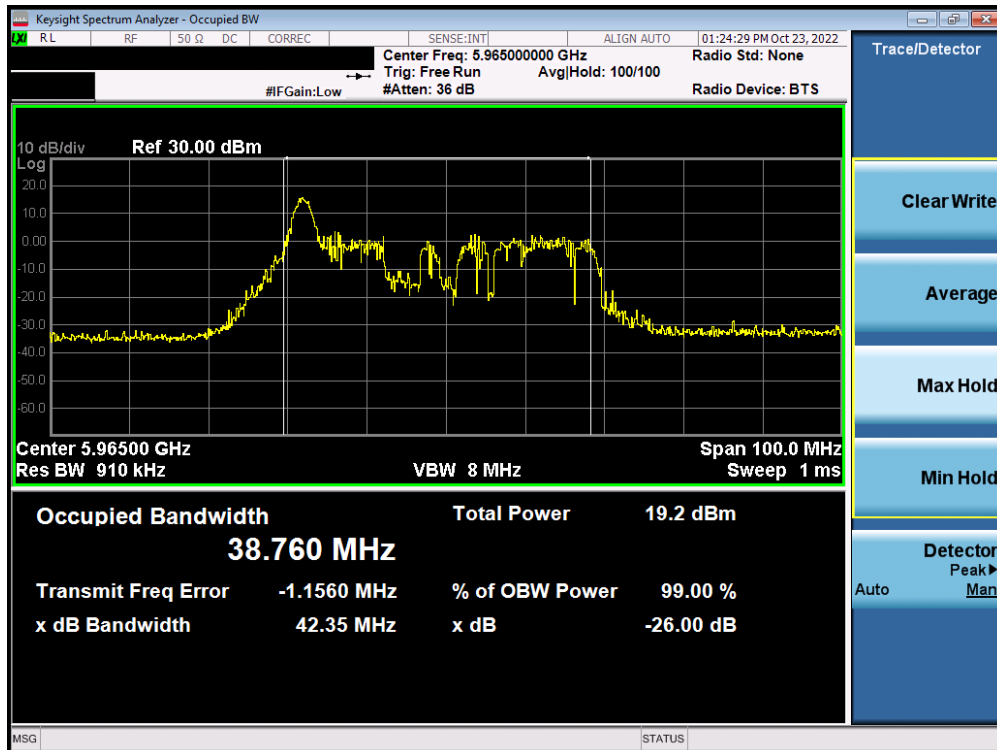 Keysight Spectrum Analyzer - Occupied BW
LXI RL RF 50 Ω DC CORREC SENSE:INT ALIGN AUTO 01:24:29 PM Oct 23, 2022
Center Freq: 5.965000000 GHz Radio Std: None
Trig: Free Run Avg|Hold: 100/100
#IFGain:Low #Atten: 36 dB Radio Device: BTS
Trace/Detector
10 dB/div Ref 30.00 dBm
Log
20.0
10.0
0.00
-10.0
-20.0
-30.0
-40.0
-50.0
-60.0
Center 5.96500 GHz Span 100.0 MHz
Res BW 910 kHz VBW 8 MHz Sweep 1 ms
Occupied Bandwidth Total Power 19.2 dBm
38.760 MHz
Transmit Freq Error -1.1560 MHz % of OBW Power 99.00 %
x dB Bandwidth 42.35 MHz x dB -26.00 dB
Clear Write
Average
Max Hold
Min Hold
Detector
Peak▶
Auto Man
MSG STATUS